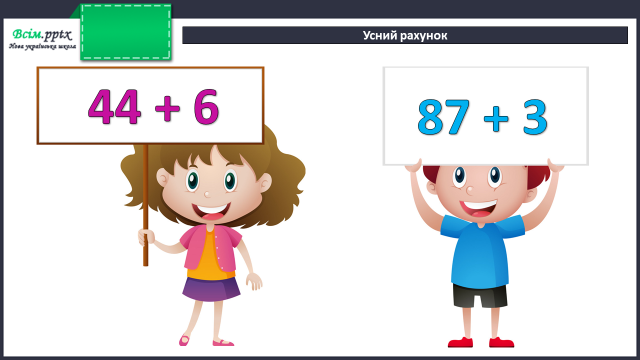 Всім.pptx
Нова українська школа
Усний рахунок
44 + 6
87 + 3